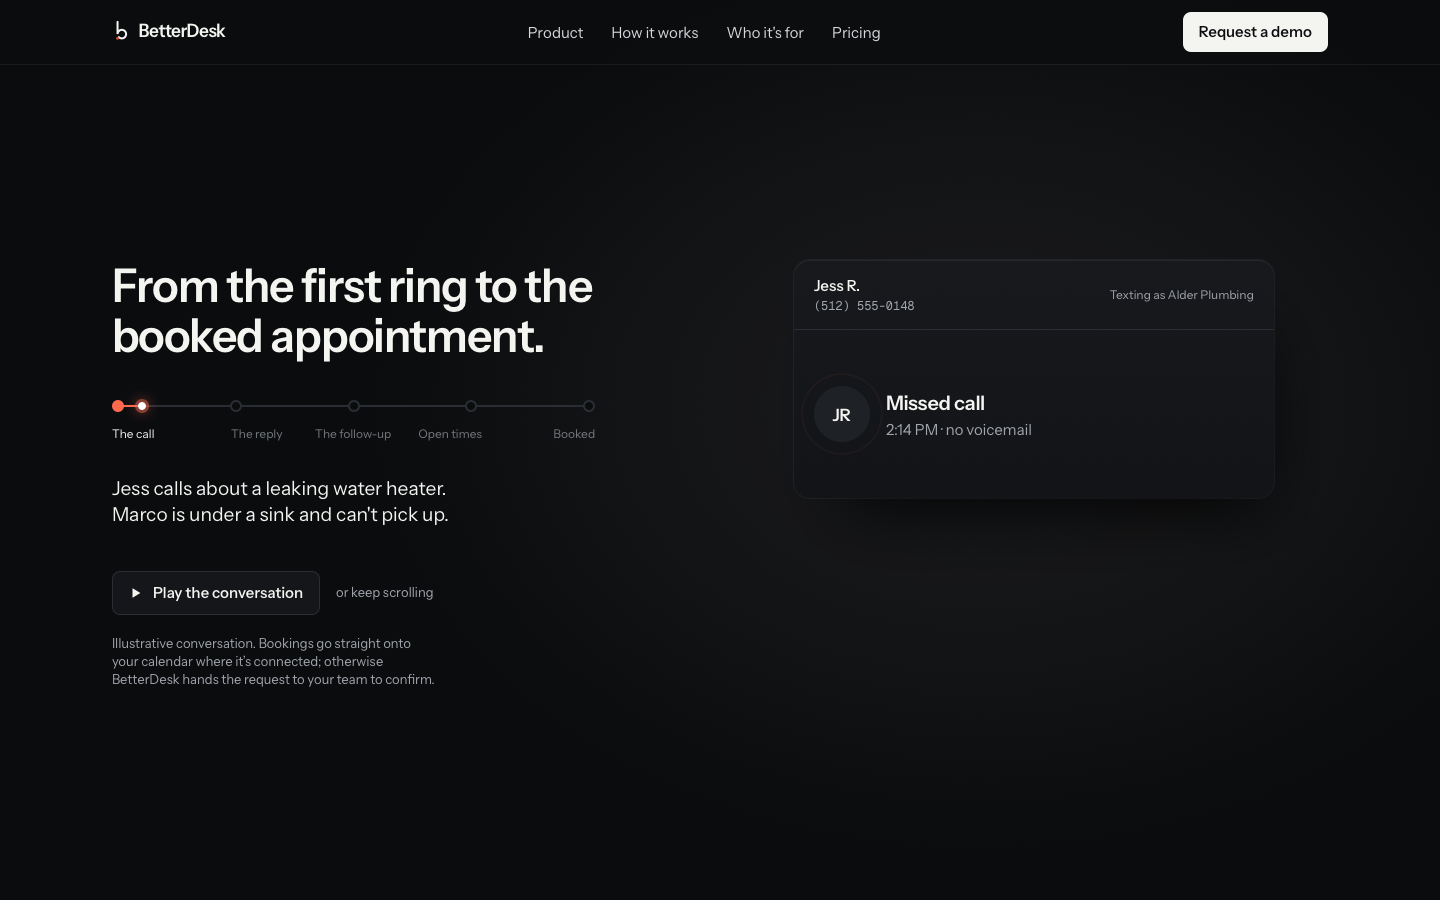 BetterDesk
Product
How it works
Who it's for
Pricing
Request a demo
From the first ring to the
booked appointment.
The call
The reply
The follow-up
Open times
Booked
Jess calls about a leaking water heater.
Marco is under a sink and can't pick up.
Play the conversation
or keep scrolling
Illustrative conversation. Bookings go straight onto
your calendar where it's connected; otherwise
BetterDesk hands the request to your team to confirm.
Jess R.
(512) 555-0148
Texting as Alder Plumbing
JR
Missed call
2:14 PM · no voicemail